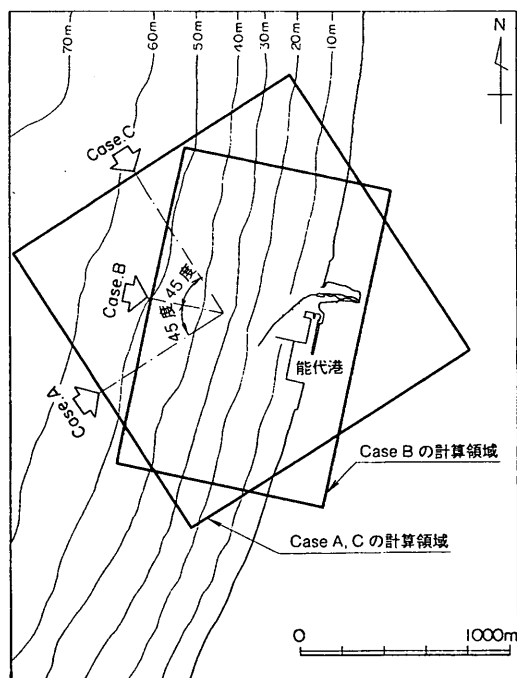 70m
60m
50m
40m
30m
20m
10m
N
Case.C
Case.B
Case.A
45度
45度
能代港
Case B の計算領域
Case A, C の計算領域
0
1000m